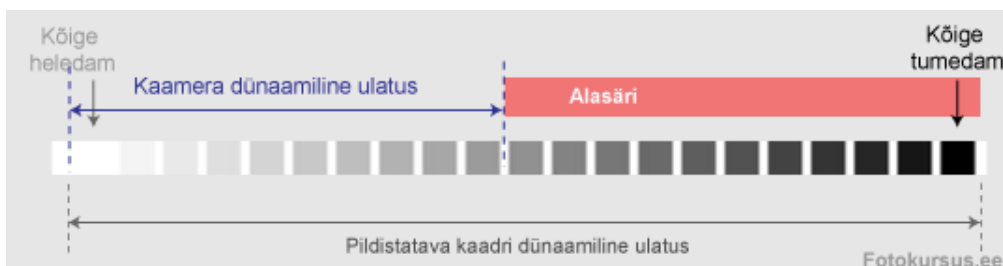 Kõige
heledam
Kõige
tumedam
Kaamera dünaamiline ulatus
Alasäri
Pildistatava kaadri dünaamiline ulatus
Fotokursus.ee